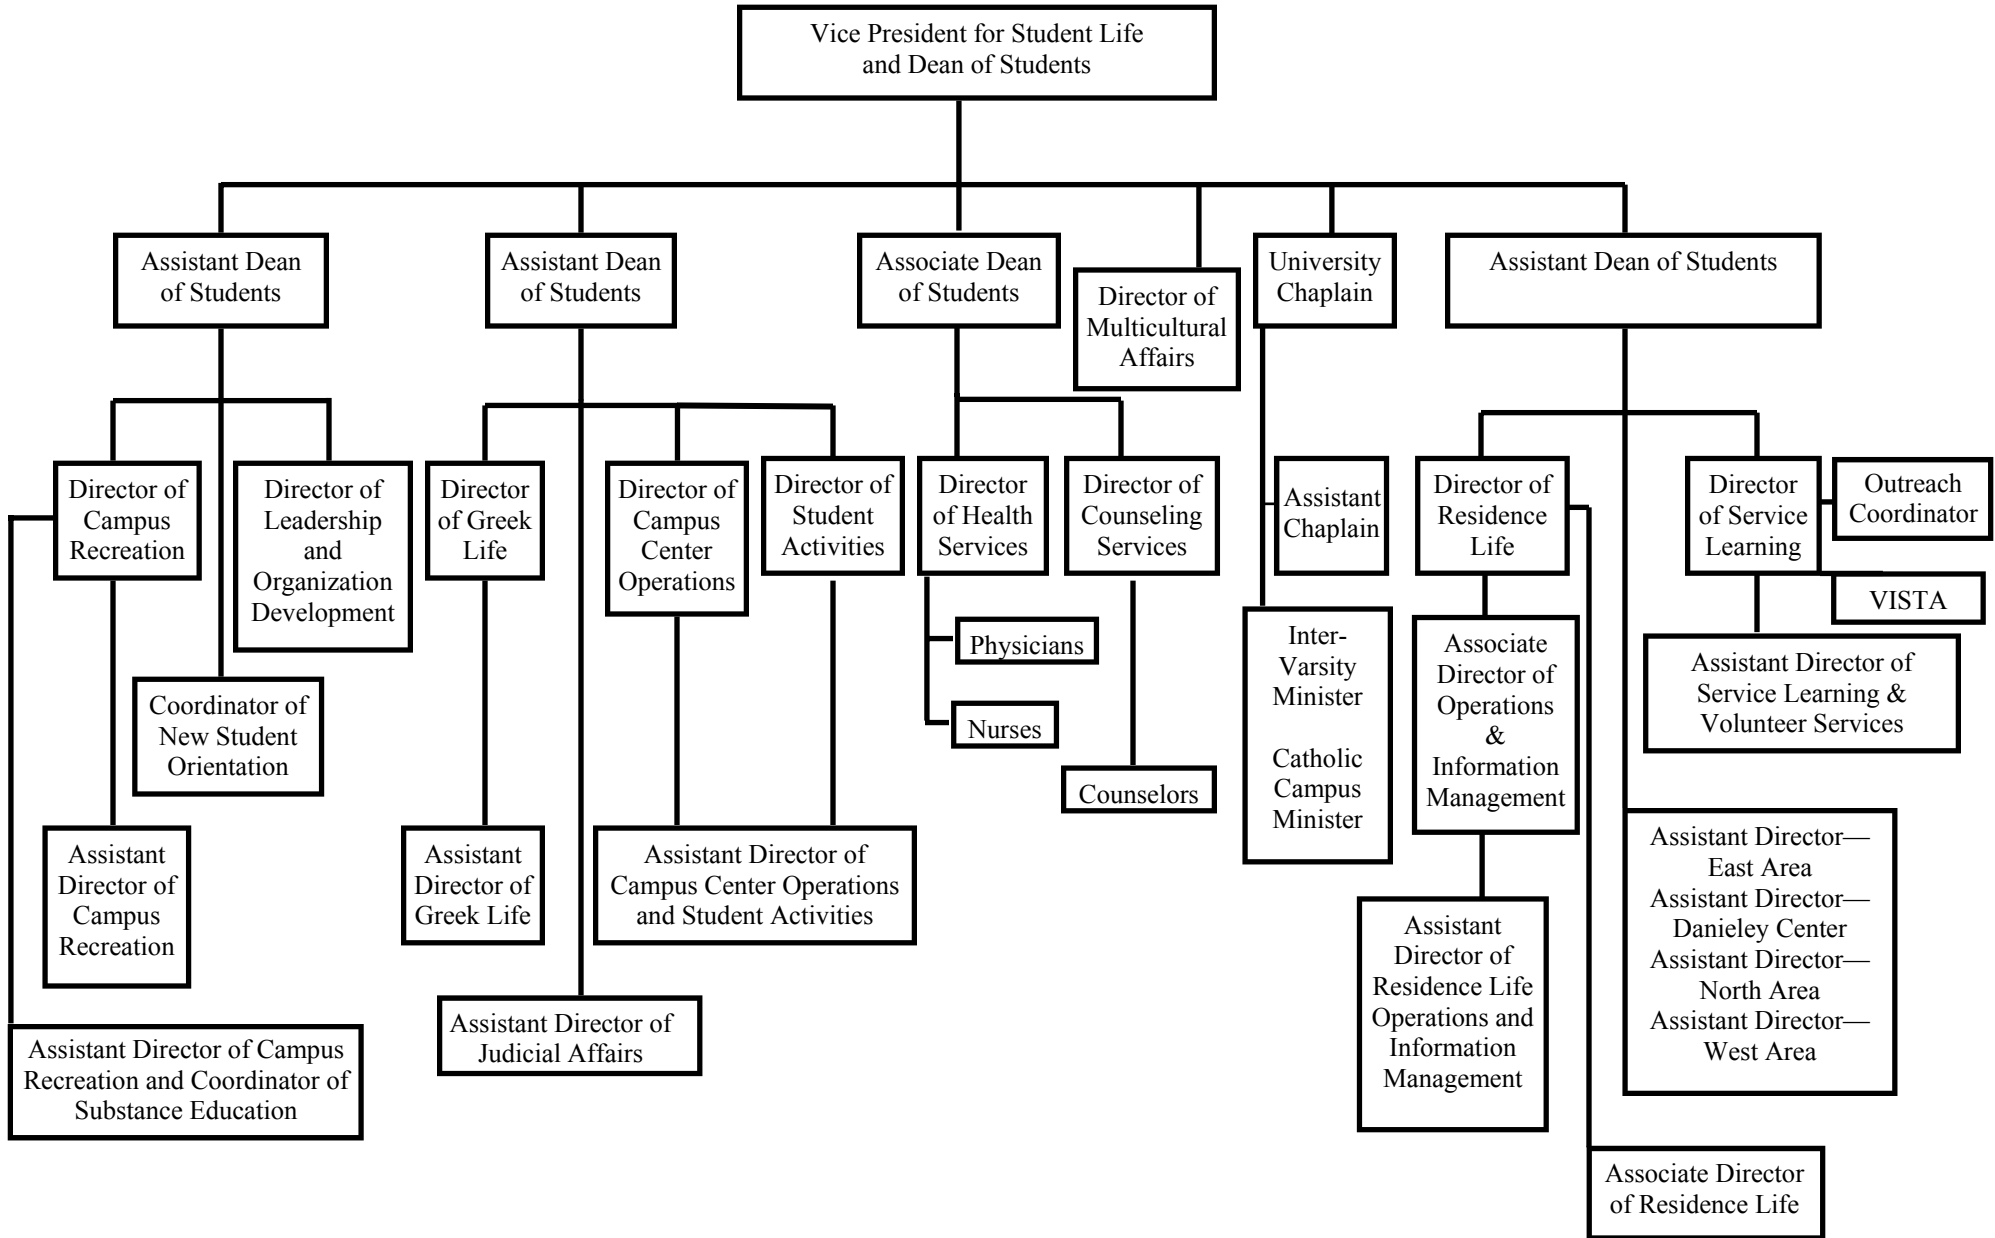 Vice President for Student Life
and Dean of Students
Assistant Dean
of Students
Assistant Dean
of Students
Associate Dean
of Students
Director of
Multicultural
Affairs
University
Chaplain
Assistant Dean of Students
Director of
Campus
Recreation
Director of
Leadership
and
Organization
Development
Director
of Greek
Life
Director of
Campus
Center
Operations
Director of
Student
Activities
Director
of Health
Services
Director of
Counseling
Services
Assistant
Chaplain
Director of
Residence
Life
Director
of Service
Learning
Outreach
Coordinator
VISTA
Physicians
Nurses
Counselors
Inter-
Varsity
Minister
Catholic
Campus
Minister
Associate
Director of
Operations
&
Information
Management
Assistant Director of
Service Learning &
Volunteer Services
Coordinator of
New Student
Orientation
Assistant
Director of
Campus
Recreation
Assistant
Director of
Greek Life
Assistant Director of
Campus Center Operations
and Student Activities
Assistant Director—
East Area
Assistant Director—
Danieley Center
Assistant Director—
North Area
Assistant Director—
West Area
Assistant
Director of
Residence Life
Operations and
Information
Management
Assistant Director of
Judicial Affairs
Assistant Director of Campus
Recreation and Coordinator of
Substance Education
Associate Director
of Residence Life